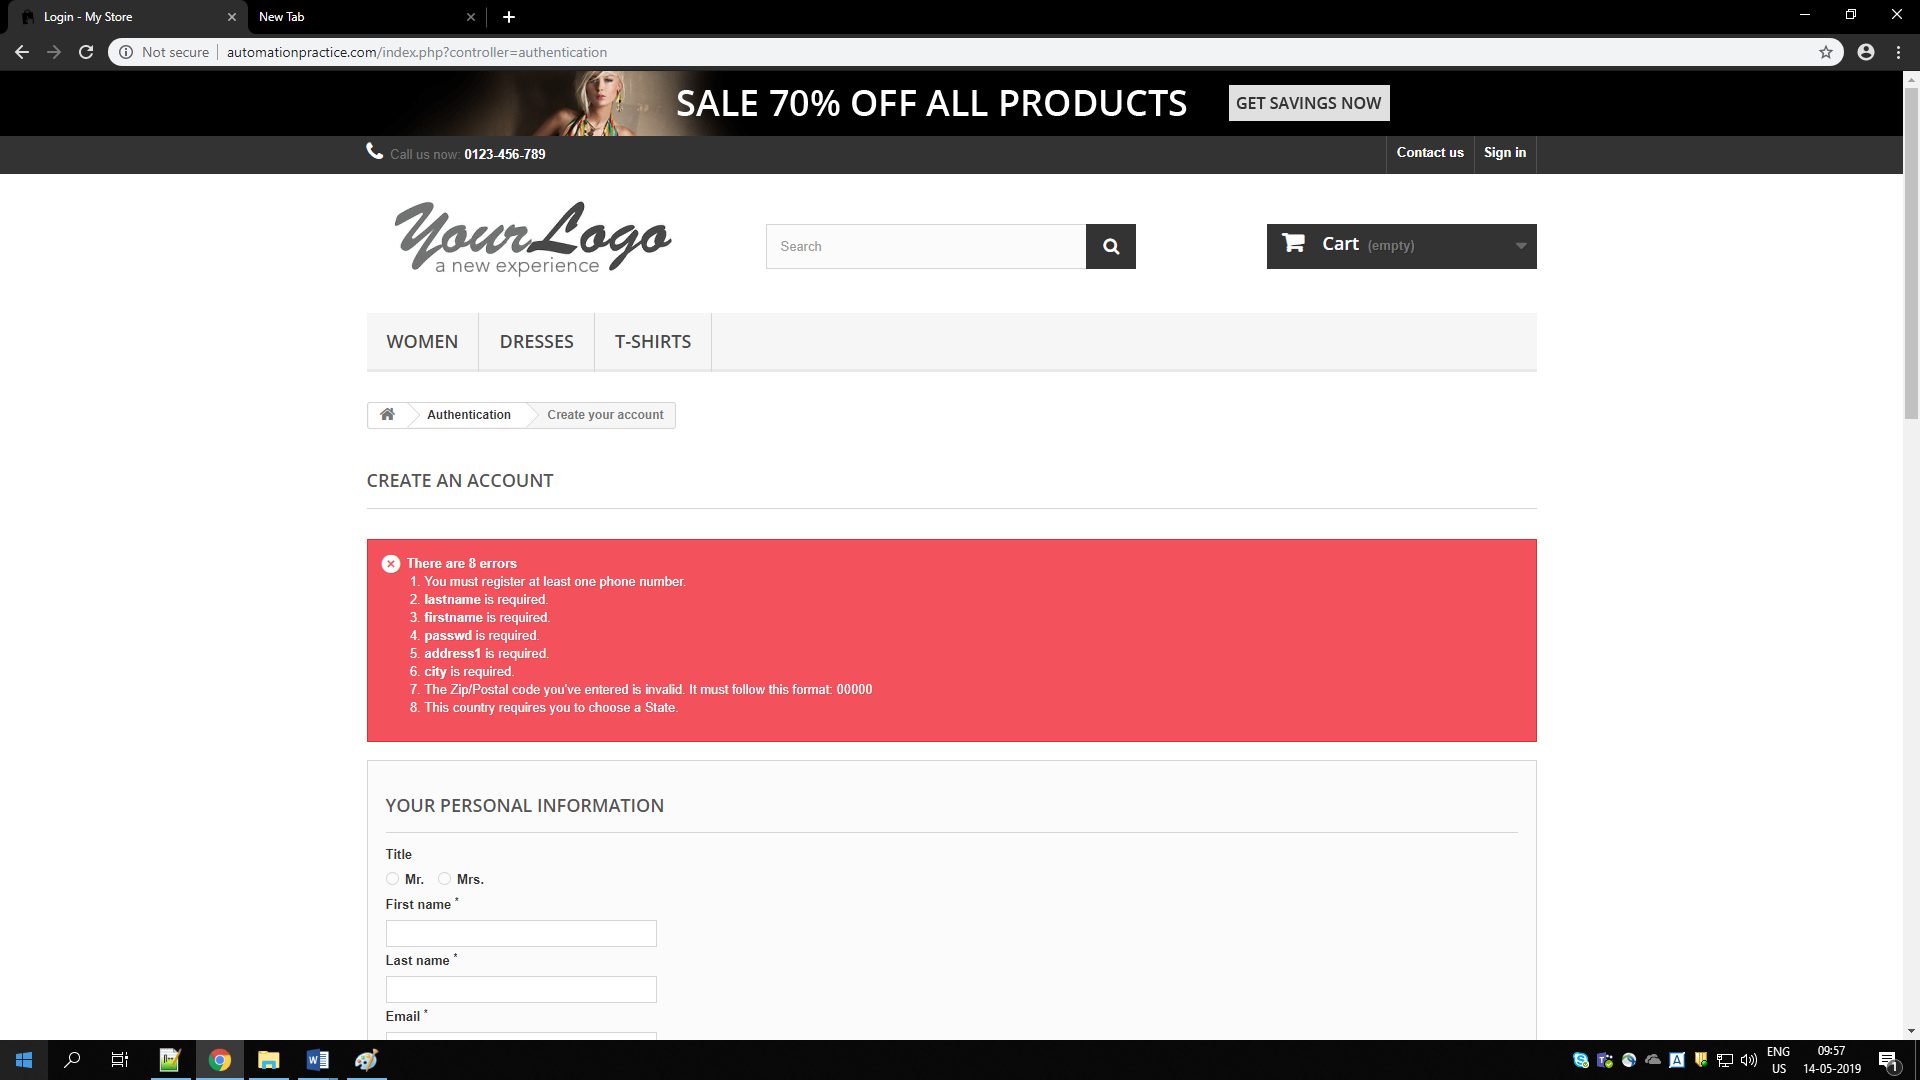 Login - My Store
New Tab
Not secure automationpractice.com/index.php?controller=authentication
SALE 70% OFF ALL PRODUCTS GET SAVINGS NOW
Call us now: 0123-456-789 Contact us Sign in
YourLogo
a new experience
Search
Cart (empty)
WOMEN DRESSES T-SHIRTS
Authentication Create your account
CREATE AN ACCOUNT
There are 8 errors
1. You must register at least one phone number.
2. lastname is required.
3. firstname is required.
4. passwd is required.
5. address1 is required.
6. city is required.
7. The Zip/Postal code you've entered is invalid. It must follow this format: 00000
8. This country requires you to choose a State.
YOUR PERSONAL INFORMATION
Title
Mr. Mrs.
First name *
Last name *
Email *
ENG
US
09:57
14-05-2019
1